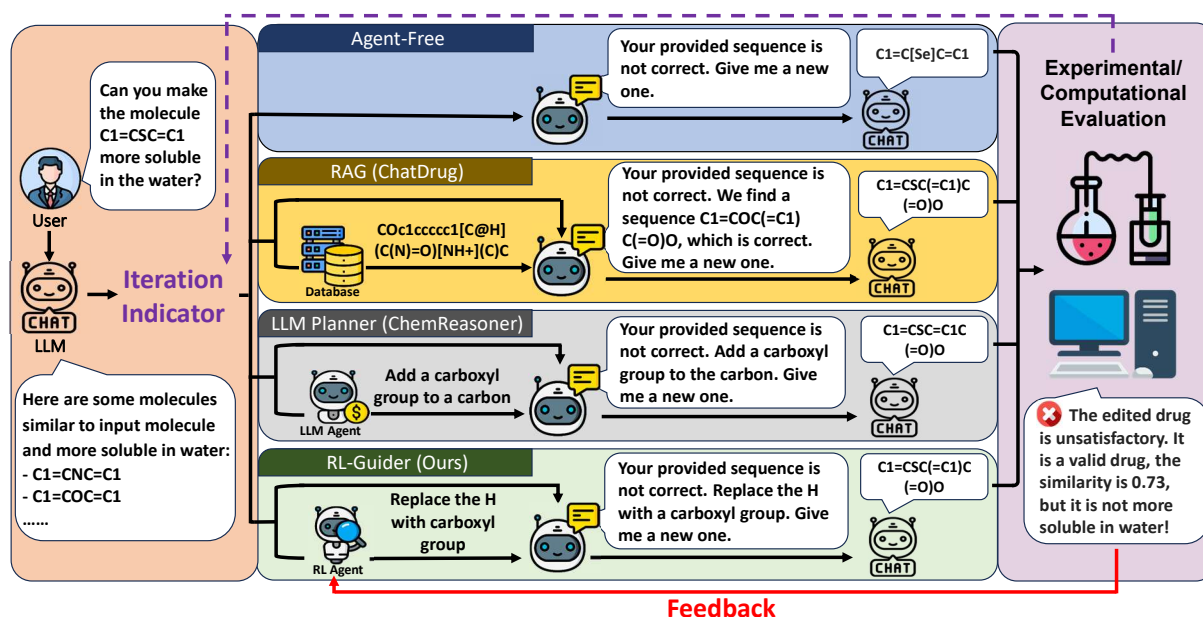 Can you make
the molecule
C1=CSC=C1
more soluble
in the water?
User
CHAT
LLM
Iteration
Indicator
Here are some molecules
similar to input molecule
and more soluble in water:
- C1=CNC=C1
- C1=COC=C1
......
Agent-Free
Your provided sequence is
not correct. Give me a new
one.
C1=C[Se]C=C1
CHAT
RAG (ChatDrug)
Database
COc1ccccc1[C@H]
(C(N)=O)[NH+](C)C
Your provided sequence is
not correct. We find a
sequence C1=COC(=C1)
C(=O)O, which is correct.
Give me a new one.
C1=CSC(=C1)C
(=O)O
CHAT
LLM Planner (ChemReasoner)
$
LLM Agent
Add a carboxyl
group to a carbon
Your provided sequence is
not correct. Add a carboxyl
group to the carbon. Give
me a new one.
C1=CSC=C1C
(=O)O
CHAT
RL-Guider (Ours)
RL Agent
Replace the H
with carboxyl
group
Your provided sequence is
not correct. Replace the H
with a carboxyl group. Give
me a new one.
C1=CSC(=C1)C
(=O)O
CHAT
Experimental/
Computational
Evaluation
The edited drug
is unsatisfactory. It
is a valid drug, the
similarity is 0.73,
but it is not more
soluble in water!
Feedback